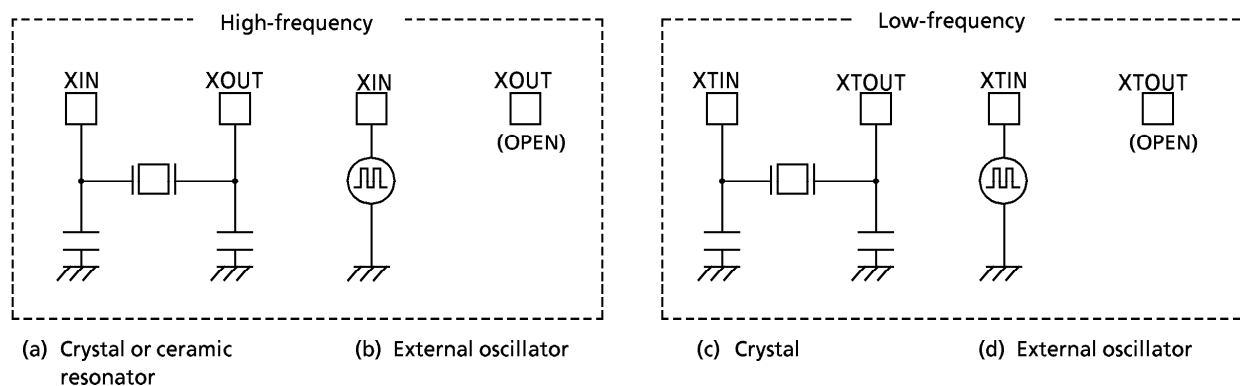 High-frequency
Low-frequency
XIN
XOUT
XIN
XOUT
(OPEN)
XTIN
XTOUT
XTIN
XTOUT
(OPEN)
(a) Crystal or ceramic
resonator
(b) External oscillator
(c) Crystal
(d) External oscillator